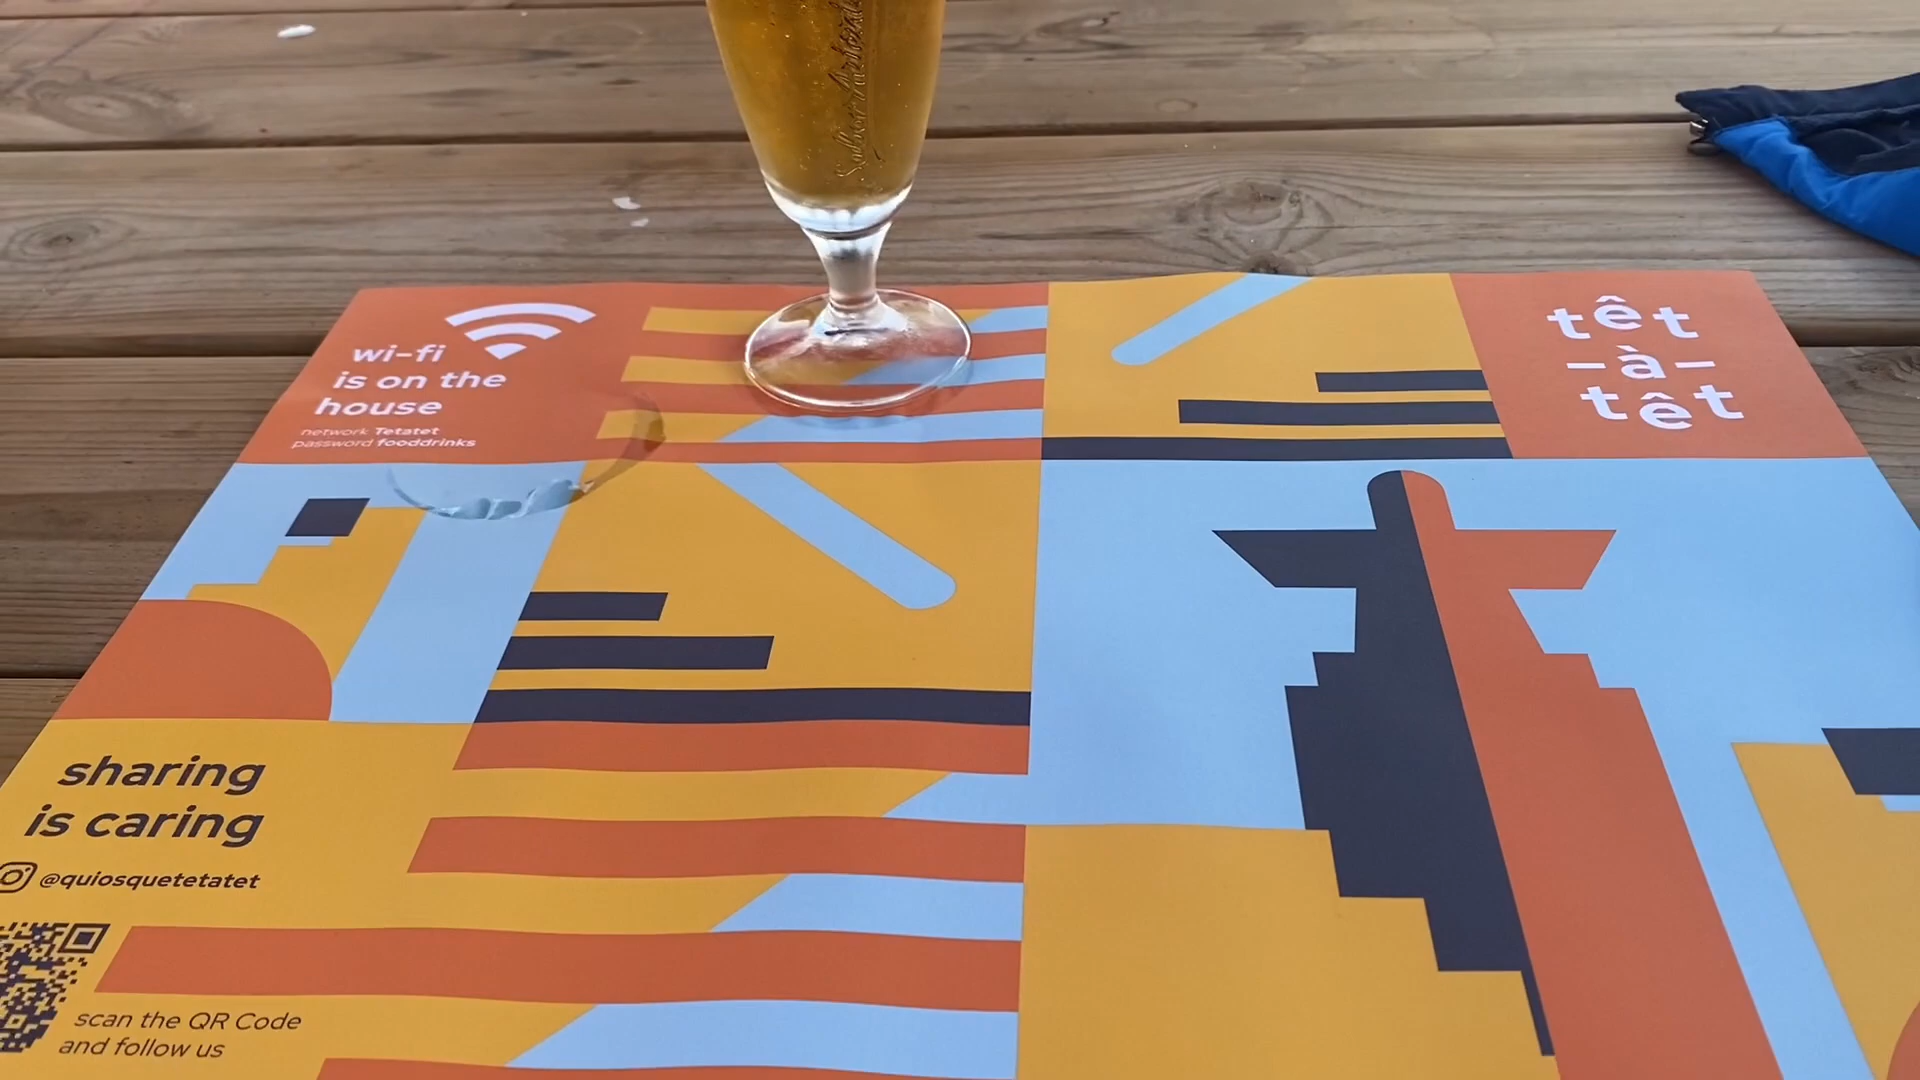 wi-fi
is on the
house
network Tetatet
password fooddrinks
têt
-à-
têt
sharing
is caring
@quiosquetetatet
scan the QR Code
and follow us